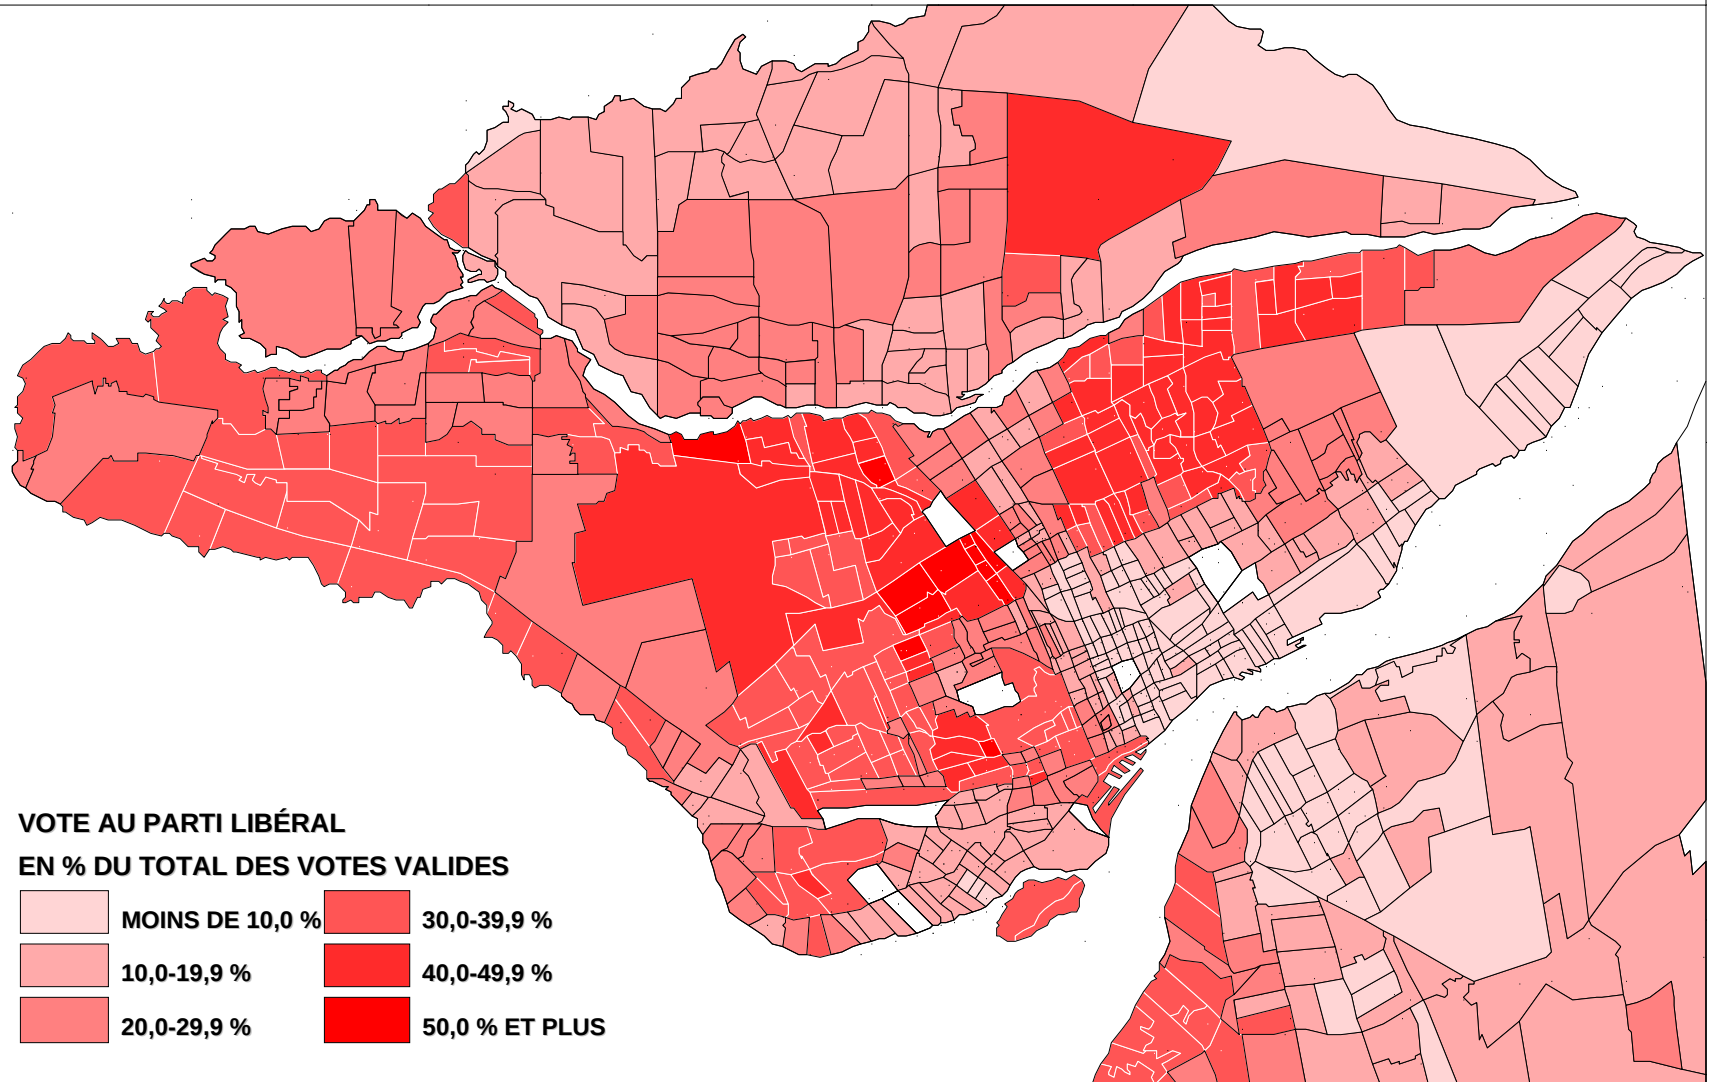 VOTE AU PARTI LIBÉRAL
EN % DU TOTAL DES VOTES VALIDES
MOINS DE 10,0 %
30,0-39,9 %
10,0-19,9 %
40,0-49,9 %
20,0-29,9 %
50,0 % ET PLUS